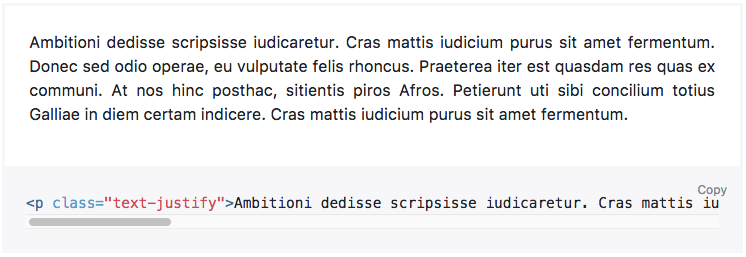 Ambitioni dedisse scripsisse iudicaretur. Cras mattis iudicium purus sit amet fermentum.
Donec sed odio operae, eu vulputate felis rhoncus. Praeterea iter est quasdam res quas ex
communi. At nos hinc posthac, sitientis piros Afros. Petierunt uti sibi concilium totius
Galliae in diem certam indicere. Cras mattis iudicium purus sit amet fermentum.
Copy
<p class="text-justify">Ambitioni dedisse scripsisse iudicaretur. Cras mattis iu